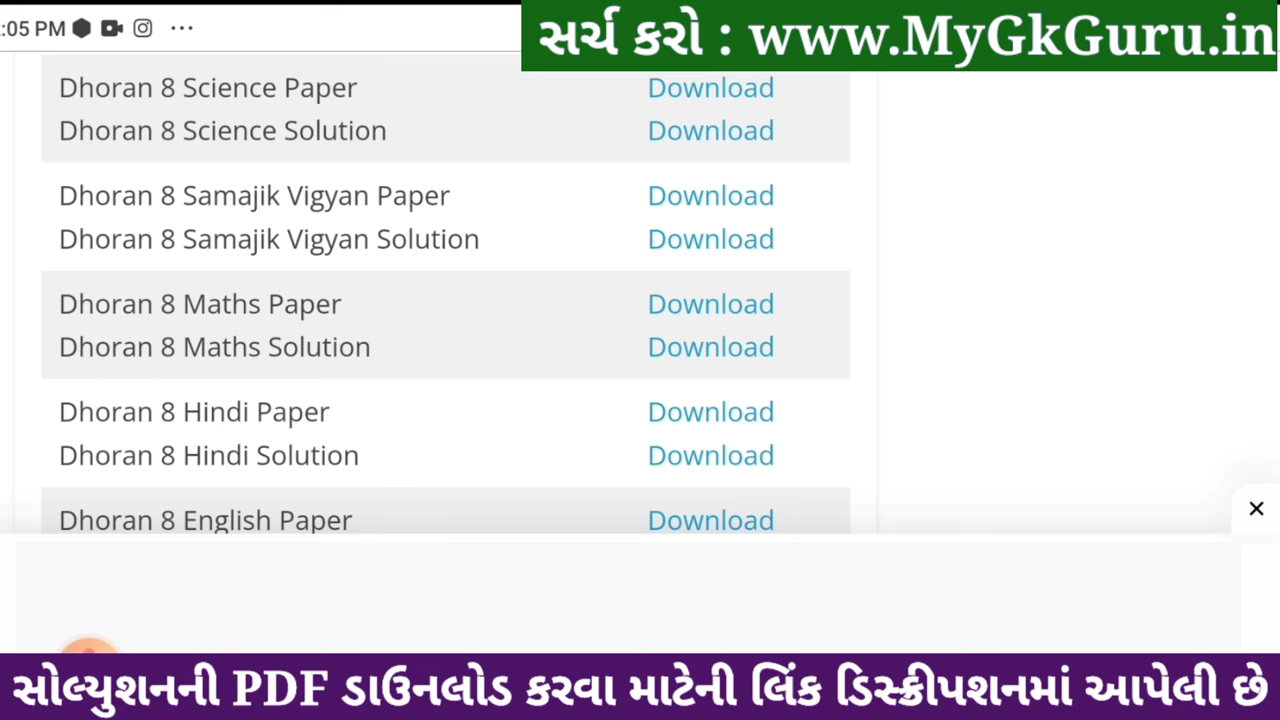 :05 PM ...
સર્ચ કરો : www.MyGkGuru.in
Dhoran 8 Science Paper Download
Dhoran 8 Science Solution Download
Dhoran 8 Samajik Vigyan Paper Download
Dhoran 8 Samajik Vigyan Solution Download
Dhoran 8 Maths Paper Download
Dhoran 8 Maths Solution Download
Dhoran 8 Hindi Paper Download
Dhoran 8 Hindi Solution Download
Dhoran 8 English Paper Download
સોલ્યુશનની PDF ડાઉનલોડ કરવા માટેની લિંક ડિસ્ક્રીપશનમાં આપેલી છે